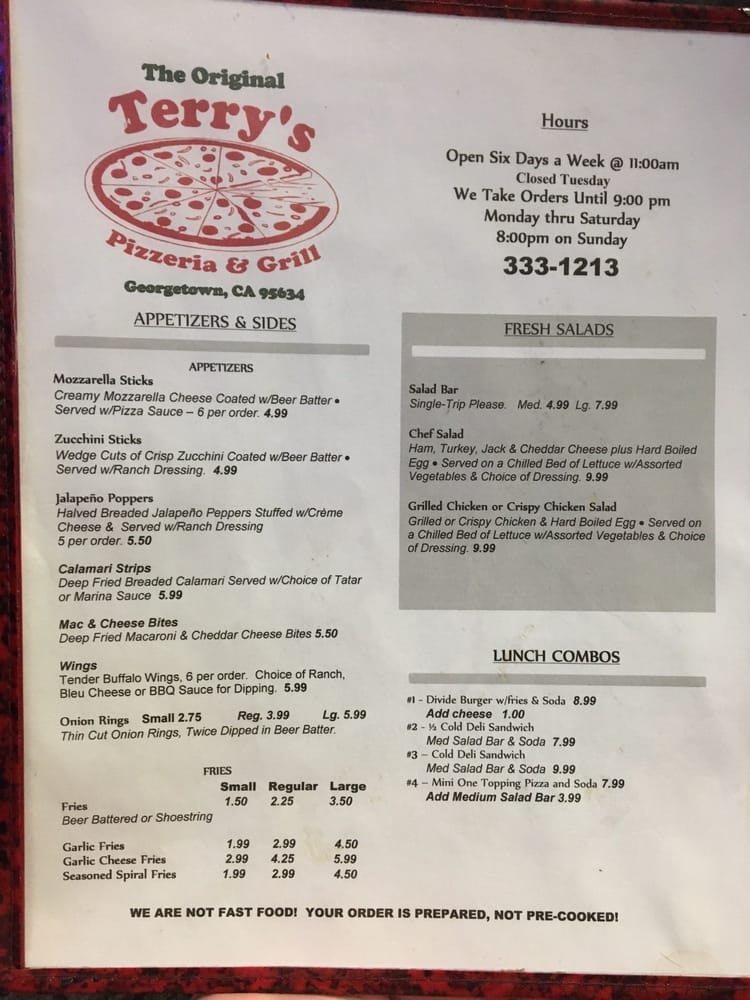 The Original
Terry's
Pizzeria & Grill
Georgetown, CA 95634
Hours
Open Six Days a Week @ 11:00am
Closed Tuesday
We Take Orders Until 9:00 pm
Monday thru Saturday
8:00pm on Sunday
333-1213
APPETIZERS & SIDES
APPETIZERS
Mozzarella Sticks
Creamy Mozzarella Cheese Coated w/Beer Batter •
Served w/Pizza Sauce – 6 per order. 4.99
Zucchini Sticks
Wedge Cuts of Crisp Zucchini Coated w/Beer Batter •
Served w/Ranch Dressing. 4.99
Jalapeño Poppers
Halved Breaded Jalapeño Peppers Stuffed w/Crème
Cheese & Served w/Ranch Dressing
5 per order. 5.50
Calamari Strips
Deep Fried Breaded Calamari Served w/Choice of Tatar
or Marina Sauce 5.99
Mac & Cheese Bites
Deep Fried Macaroni & Cheddar Cheese Bites 5.50
Wings
Tender Buffalo Wings, 6 per order. Choice of Ranch,
Bleu Cheese or BBQ Sauce for Dipping. 5.99
Onion Rings Small 2.75 Reg. 3.99 Lg. 5.99
Thin Cut Onion Rings, Twice Dipped in Beer Batter.
FRIES
Small Regular Large
Fries 1.50 2.25 3.50
Beer Battered or Shoestring
Garlic Fries 1.99 2.99 4.50
Garlic Cheese Fries 2.99 4.25 5.99
Seasoned Spiral Fries 1.99 2.99 4.50
FRESH SALADS
Salad Bar
Single-Trip Please. Med. 4.99 Lg. 7.99
Chef Salad
Ham, Turkey, Jack & Cheddar Cheese plus Hard Boiled
Egg • Served on a Chilled Bed of Lettuce w/Assorted
Vegetables & Choice of Dressing. 9.99
Grilled Chicken or Crispy Chicken Salad
Grilled or Crispy Chicken & Hard Boiled Egg • Served on
a Chilled Bed of Lettuce w/Assorted Vegetables & Choice
of Dressing. 9.99
LUNCH COMBOS
#1 - Divide Burger w/fries & Soda 8.99
Add cheese 1.00
#2 - ½ Cold Deli Sandwich
Med Salad Bar & Soda 7.99
#3 – Cold Deli Sandwich
Med Salad Bar & Soda 9.99
#4 – Mini One Topping Pizza and Soda 7.99
Add Medium Salad Bar 3.99
WE ARE NOT FAST FOOD! YOUR ORDER IS PREPARED, NOT PRE-COOKED!